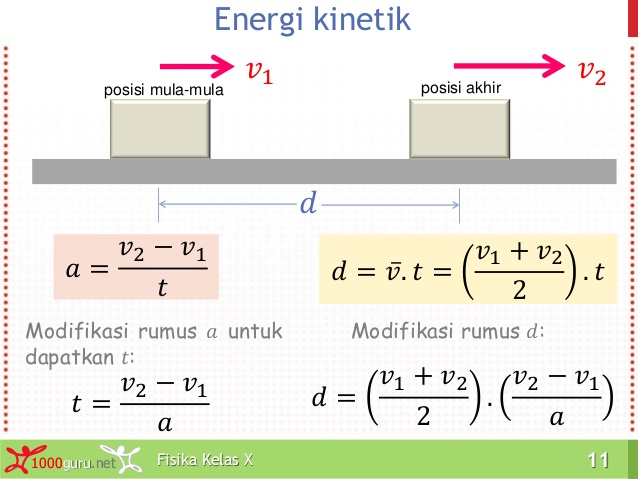 Energi kinetik
v₁
v₂
posisi mula-mula
posisi akhir
d
a = (v₂ − v₁)/t
d = v̄. t = ((v₁ + v₂)/2) . t
Modifikasi rumus a untuk
dapatkan t:
Modifikasi rumus d:
t = (v₂ − v₁)/a
d = ((v₁ + v₂)/2) . ((v₂ − v₁)/a)
1000guru.net
Fisika Kelas X
11